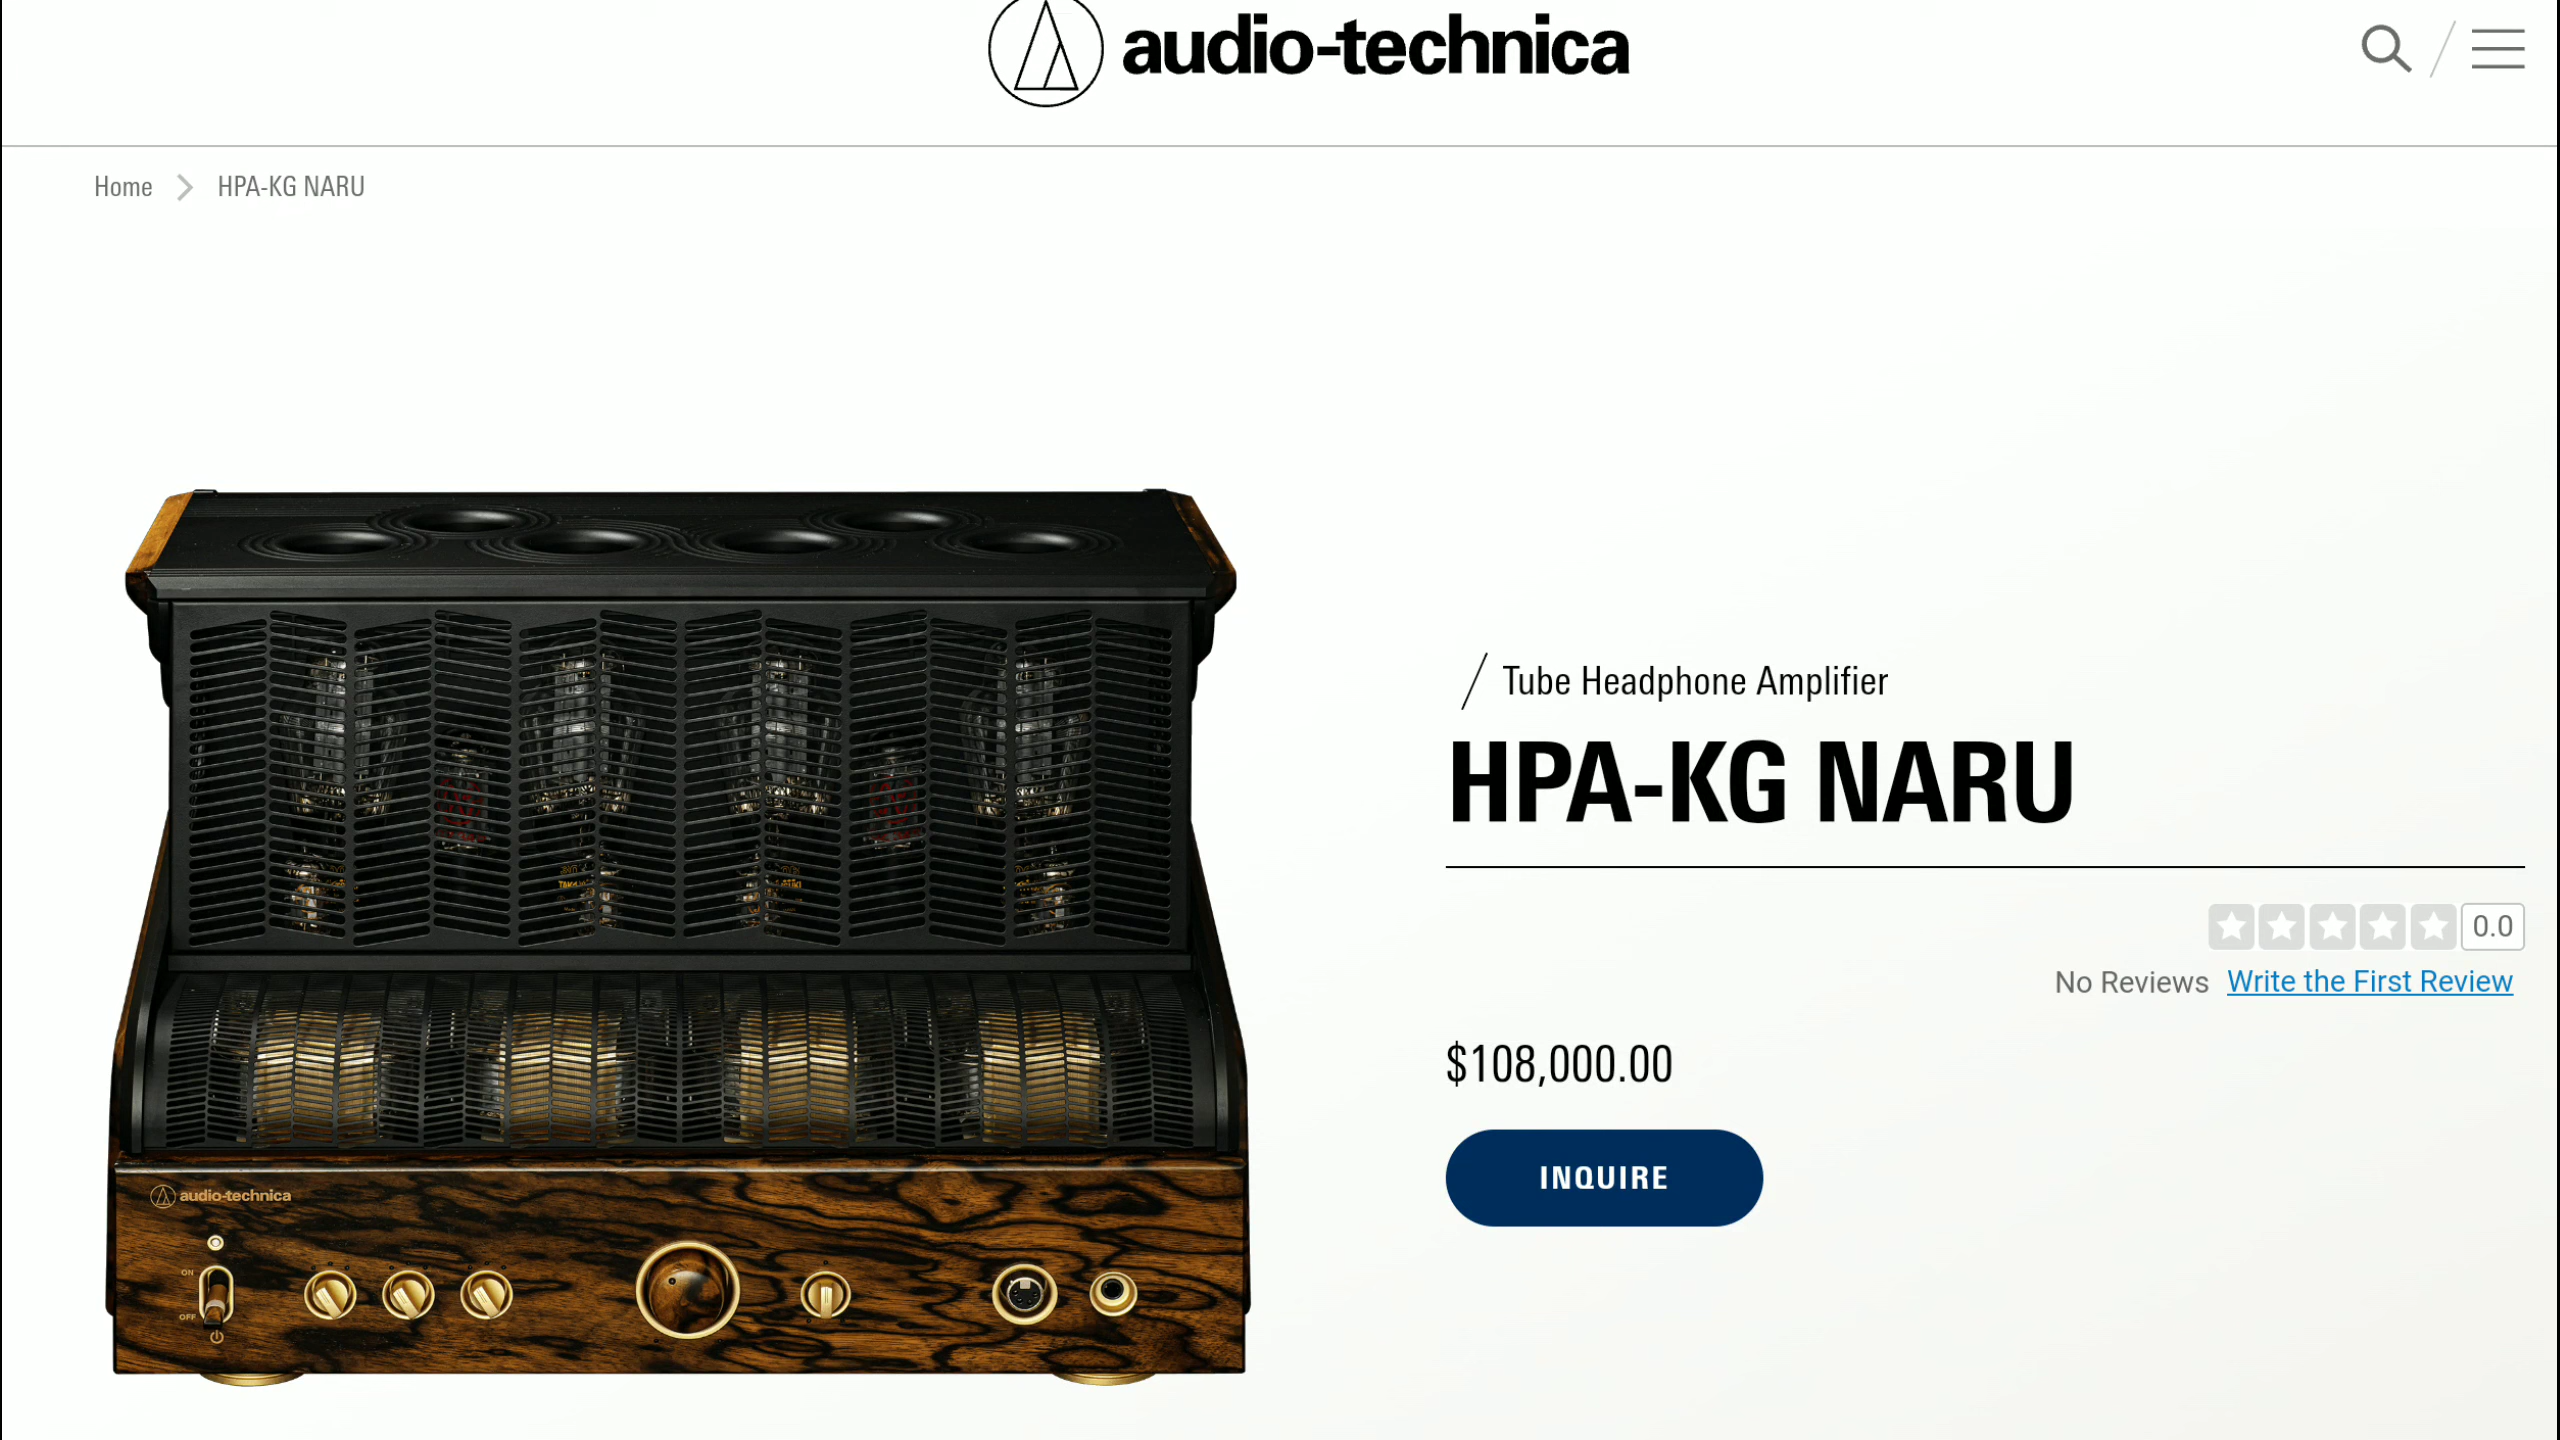 audio-technica
Home > HPA-KG NARU
Tube Headphone Amplifier
HPA-KG NARU
0.0
No Reviews Write the First Review
$108,000.00
INQUIRE
audio-technica
ON
OFF